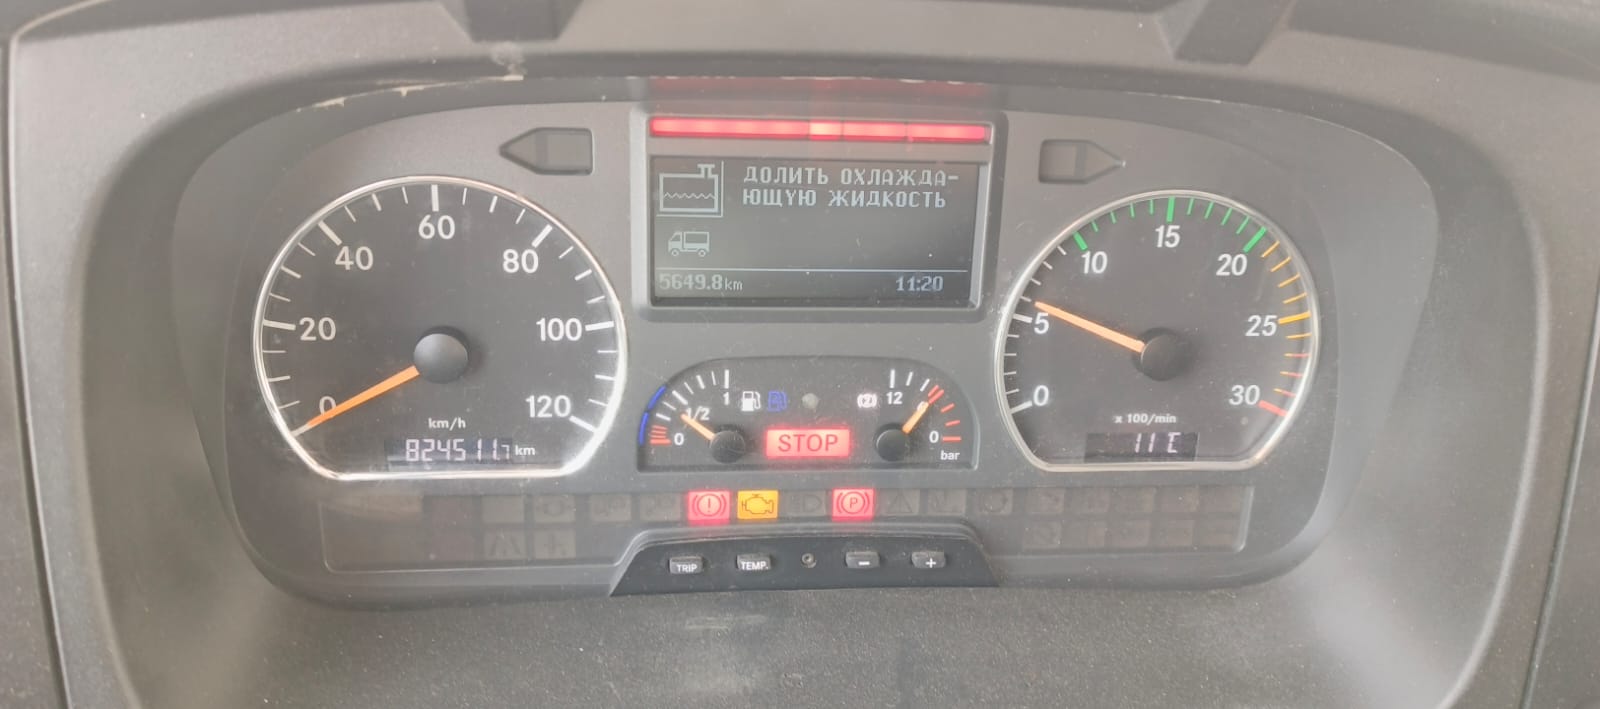 ДОЛИТЬ ОХЛАЖДА-
ЮЩУЮ ЖИДКОСТЬ
5649.8 km 11:20
0 20 40 60 80 100 120
km/h
824511.7 km
0 1/2 1
12 0
bar
STOP
0 5 10 15 20 25 30
x 100/min
11 C
P
TRIP TEMP. - +